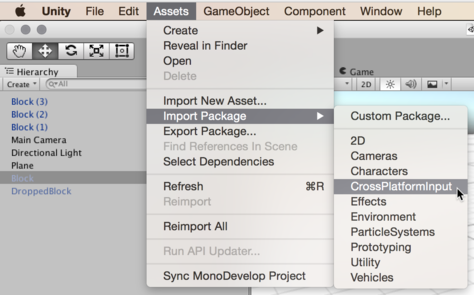 Unity File Edit Assets GameObject Component Window Help
Hierarchy
Create
All
Block (3)
Block (2)
Block (1)
Main Camera
Directional Light
Plane
Block
DroppedBlock
Create
Reveal in Finder
Open
Delete
Import New Asset...
Import Package
Export Package...
Find References In Scene
Select Dependencies
Refresh ⌘R
Reimport
Reimport All
Run API Updater...
Sync MonoDevelop Project
Game
2D
Custom Package...
2D
Cameras
Characters
CrossPlatformInput
Effects
Environment
ParticleSystems
Prototyping
Utility
Vehicles